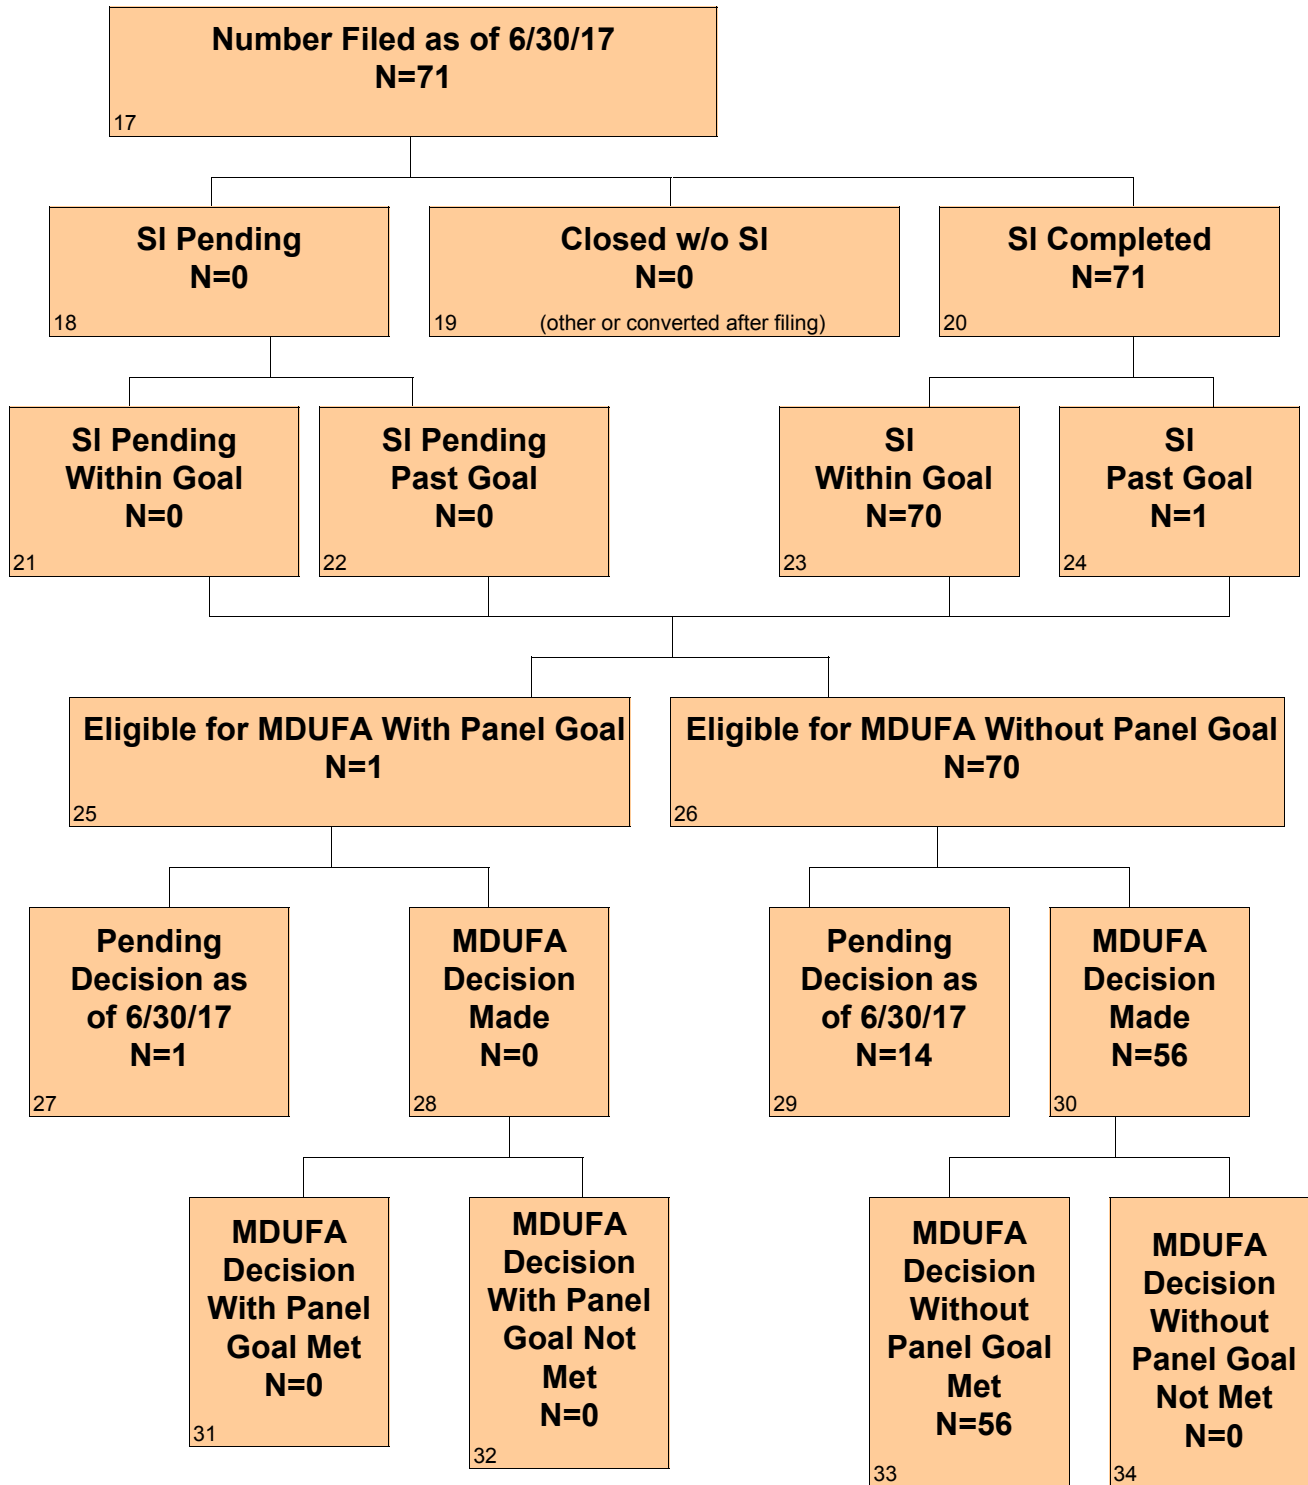 Number Filed as of 6/30/17
N=71
17
SI Pending
N=0
18
Closed w/o SI
N=0
19 (other or converted after filing)
SI Completed
N=71
20
SI Pending
Within Goal
N=0
21
SI Pending
Past Goal
N=0
22
SI
Within Goal
N=70
23
SI
Past Goal
N=1
24
Eligible for MDUFA With Panel Goal
N=1
25
Eligible for MDUFA Without Panel Goal
N=70
26
Pending
Decision as
of 6/30/17
N=1
27
MDUFA
Decision
Made
N=0
28
Pending
Decision as
of 6/30/17
N=14
29
MDUFA
Decision
Made
N=56
30
MDUFA
Decision
With Panel
Goal Met
N=0
31
MDUFA
Decision
With Panel
Goal Not
Met
N=0
32
MDUFA
Decision
Without
Panel Goal
Met
N=56
33
MDUFA
Decision
Without
Panel Goal
Not Met
N=0
34